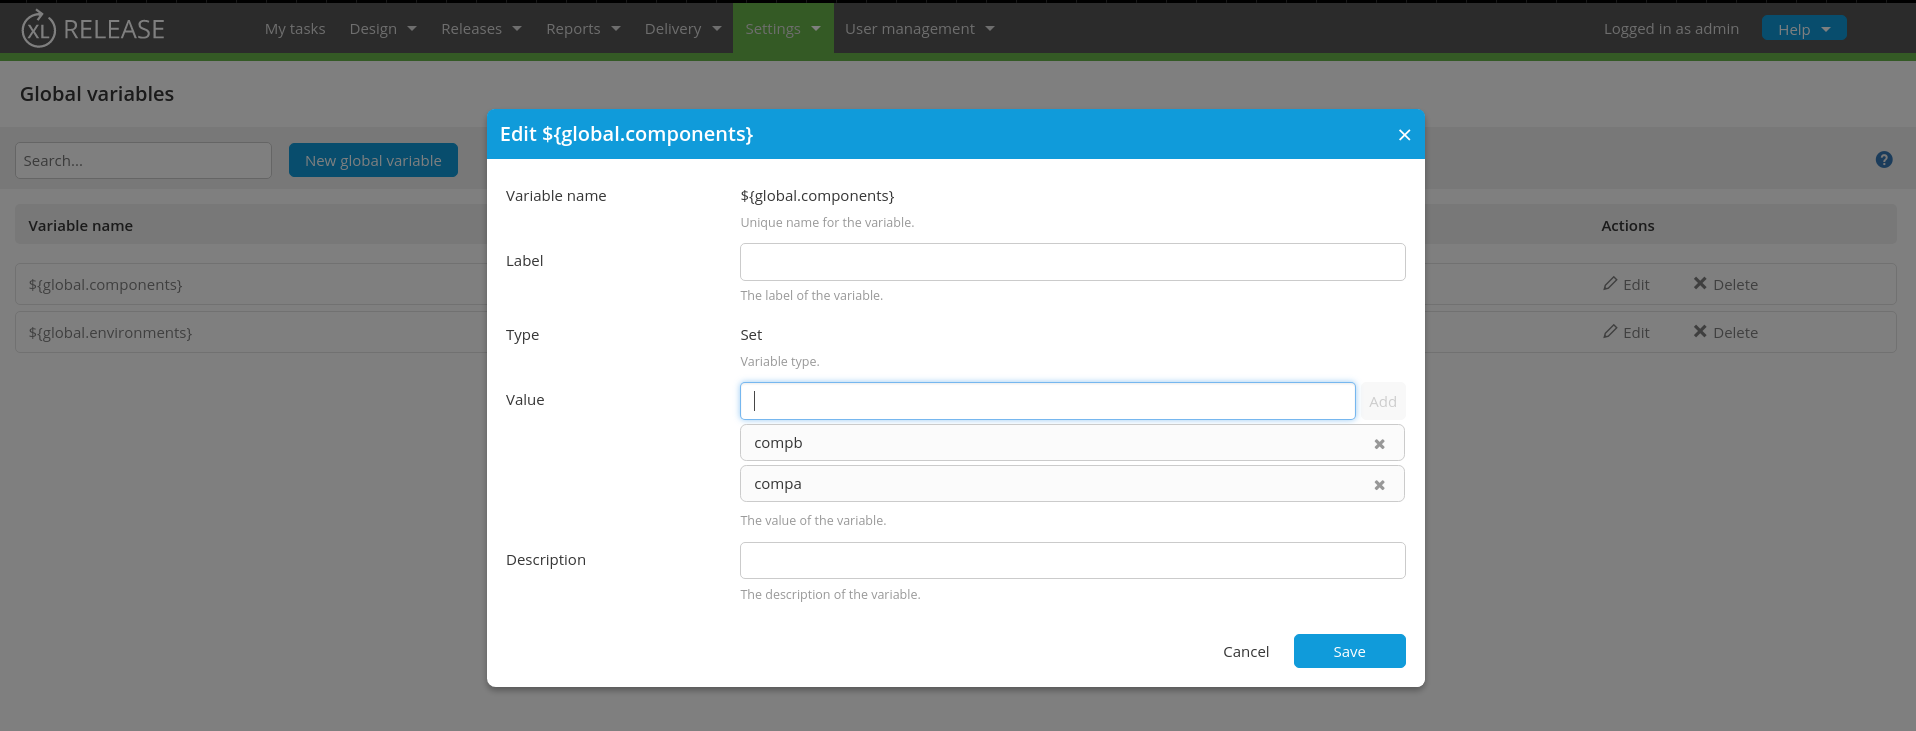 XL RELEASE My tasks Design Releases Reports Delivery Settings User management Logged in as admin Help
Global variables
Edit ${global.components} ×
Search... New global variable ?
Variable name Actions
${global.components} Edit Delete
${global.environments} Edit Delete
Variable name ${global.components}
Unique name for the variable.
Label
The label of the variable.
Type Set
Variable type.
Value Add
compb
compa
The value of the variable.
Description
The description of the variable.
Cancel Save